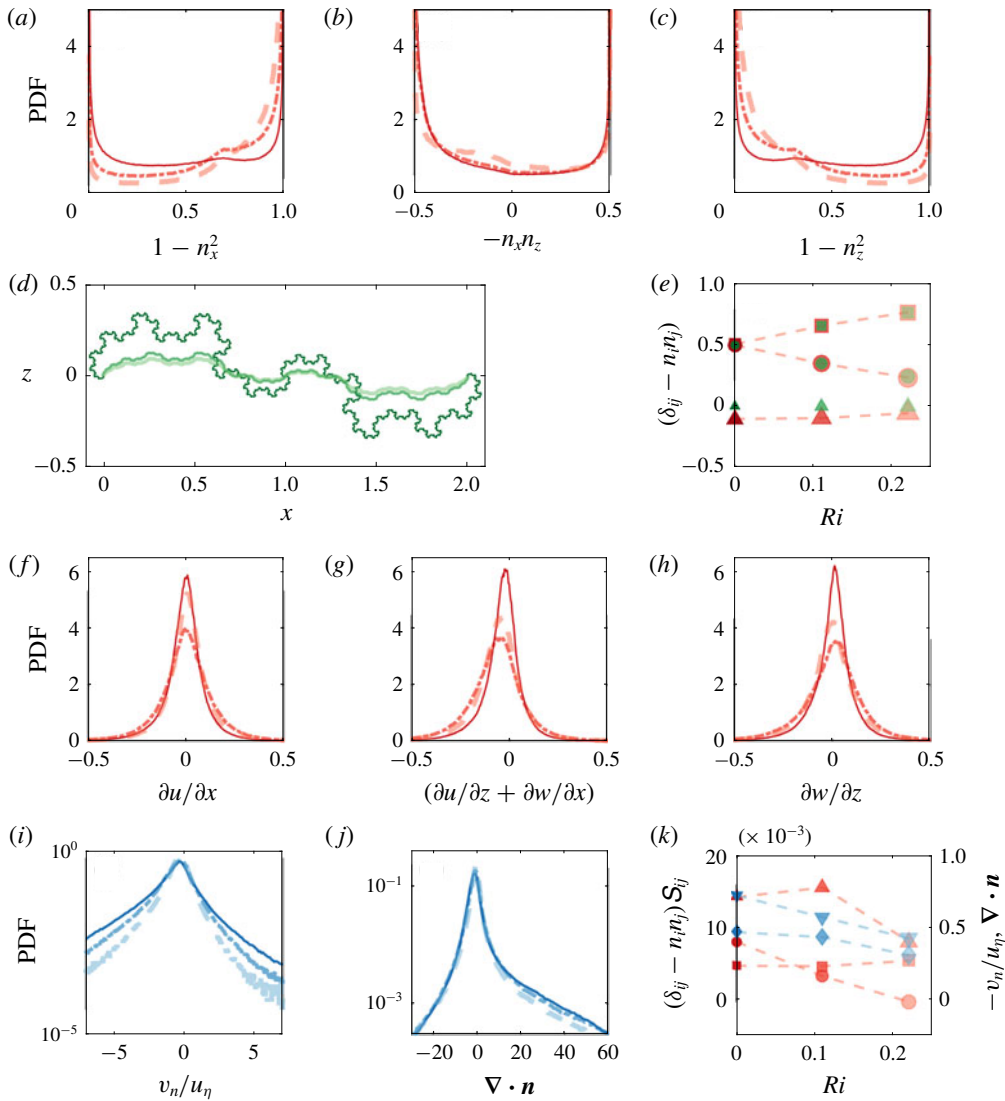 (a) (b) (c)
PDF
4 4 4
2 2 2
0 0.5 1.0
0
−0.5 0 0.5
0 0.5 1.0
1 − n_x^2
−n_x n_z
1 − n_z^2
(d) (e)
0.5 1.0
z
0 0.5
−0.5 0
−0.5
0 0.5 1.0 1.5 2.0
x
(δ_ij − n_i n_j)
0 0.1 0.2
Ri
(f) (g) (h)
PDF
6 6 6
4 4 4
2 2 2
0 0 0
−0.5 0 0.5
−0.5 0 0.5
−0.5 0 0.5
∂u/∂x
(∂u/∂z + ∂w/∂x)
∂w/∂z
(i) (j) (k) (× 10^−3)
PDF
10^0
10^−5
−5 0 5
v_n/u_η
10^−1
10^−3
−20 0 20 40 60
∇ · n
(δ_ij − n_i n_j)S_ij
20 1.0
15
10 0.5
5
0 0
0 0.1 0.2
Ri
−v_n/u_η, ∇ · n